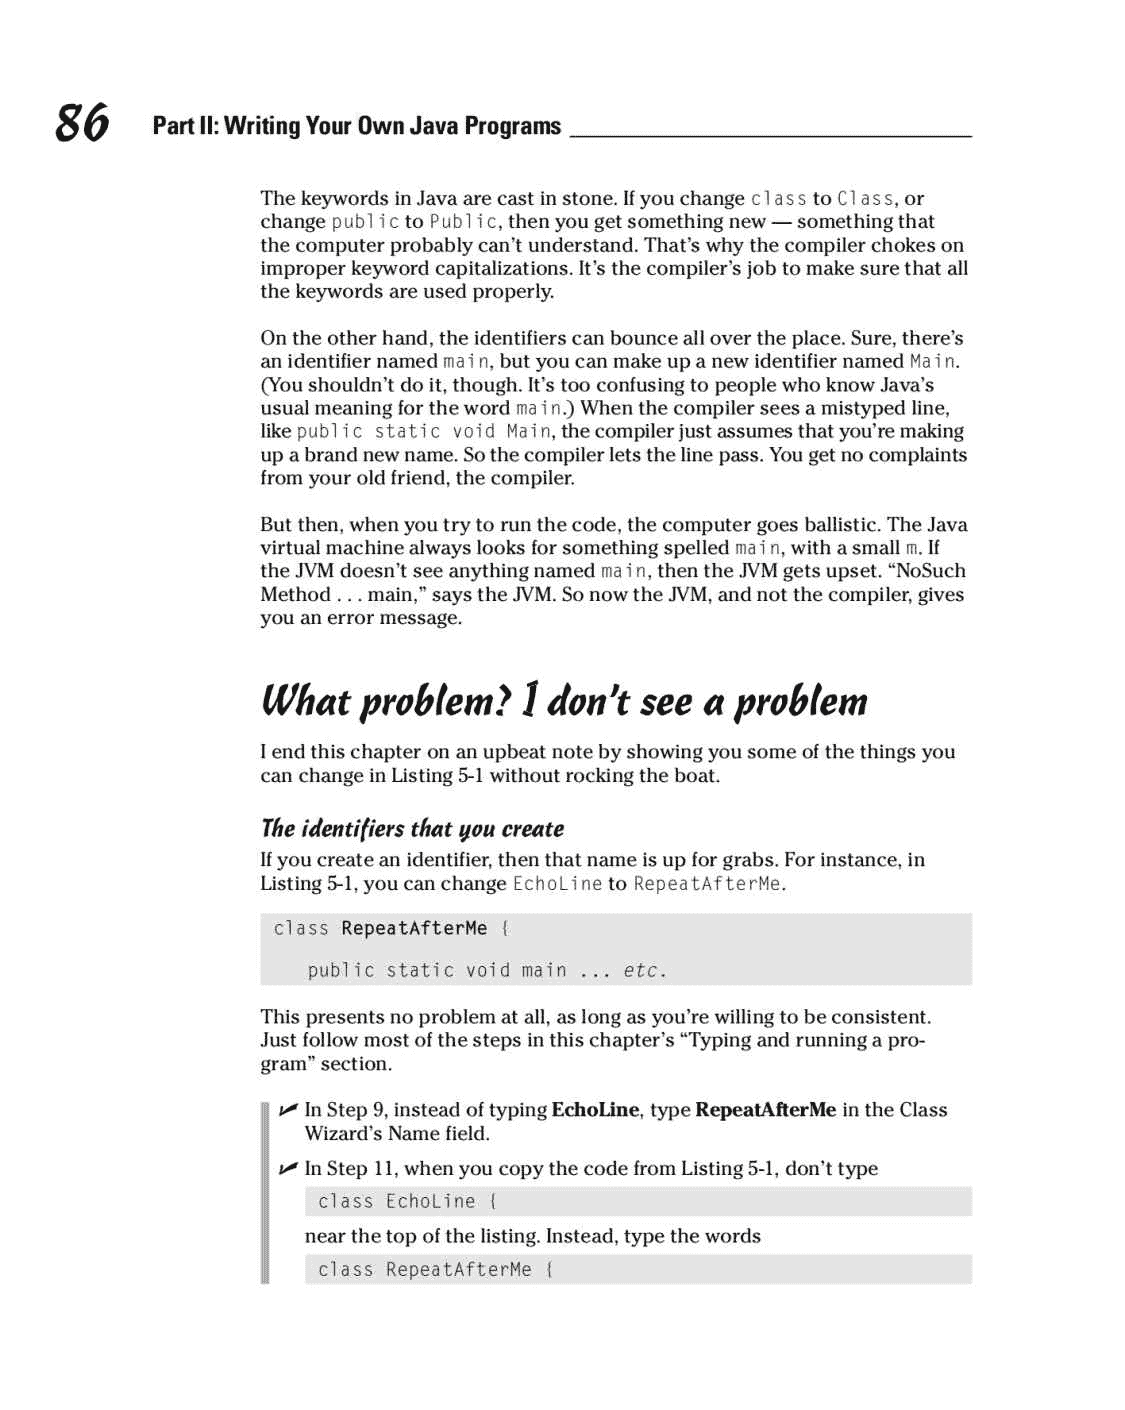 86 Part II: Writing Your Own Java Programs
The keywords in Java are cast in stone. If you change class to Class, or
change public to Public, then you get something new — something that
the computer probably can't understand. That's why the compiler chokes on
improper keyword capitalizations. It's the compiler's job to make sure that all
the keywords are used properly.
On the other hand, the identifiers can bounce all over the place. Sure, there's
an identifier named main, but you can make up a new identifier named Main.
(You shouldn't do it, though. It's too confusing to people who know Java's
usual meaning for the word main.) When the compiler sees a mistyped line,
like public static void Main, the compiler just assumes that you're making
up a brand new name. So the compiler lets the line pass. You get no complaints
from your old friend, the compiler.
But then, when you try to run the code, the computer goes ballistic. The Java
virtual machine always looks for something spelled main, with a small m. If
the JVM doesn't see anything named main, then the JVM gets upset. “NoSuch
Method . . . main,” says the JVM. So now the JVM, and not the compiler, gives
you an error message.
What problem? I don't see a problem
I end this chapter on an upbeat note by showing you some of the things you
can change in Listing 5-1 without rocking the boat.
The identifiers that you create
If you create an identifier, then that name is up for grabs. For instance, in
Listing 5-1, you can change EchoLine to RepeatAfterMe.
class RepeatAfterMe {
public static void main ... etc.
This presents no problem at all, as long as you're willing to be consistent.
Just follow most of the steps in this chapter's “Typing and running a pro-
gram” section.
✓ In Step 9, instead of typing EchoLine, type RepeatAfterMe in the Class
Wizard's Name field.
✓ In Step 11, when you copy the code from Listing 5-1, don't type
class EchoLine {
near the top of the listing. Instead, type the words
class RepeatAfterMe {